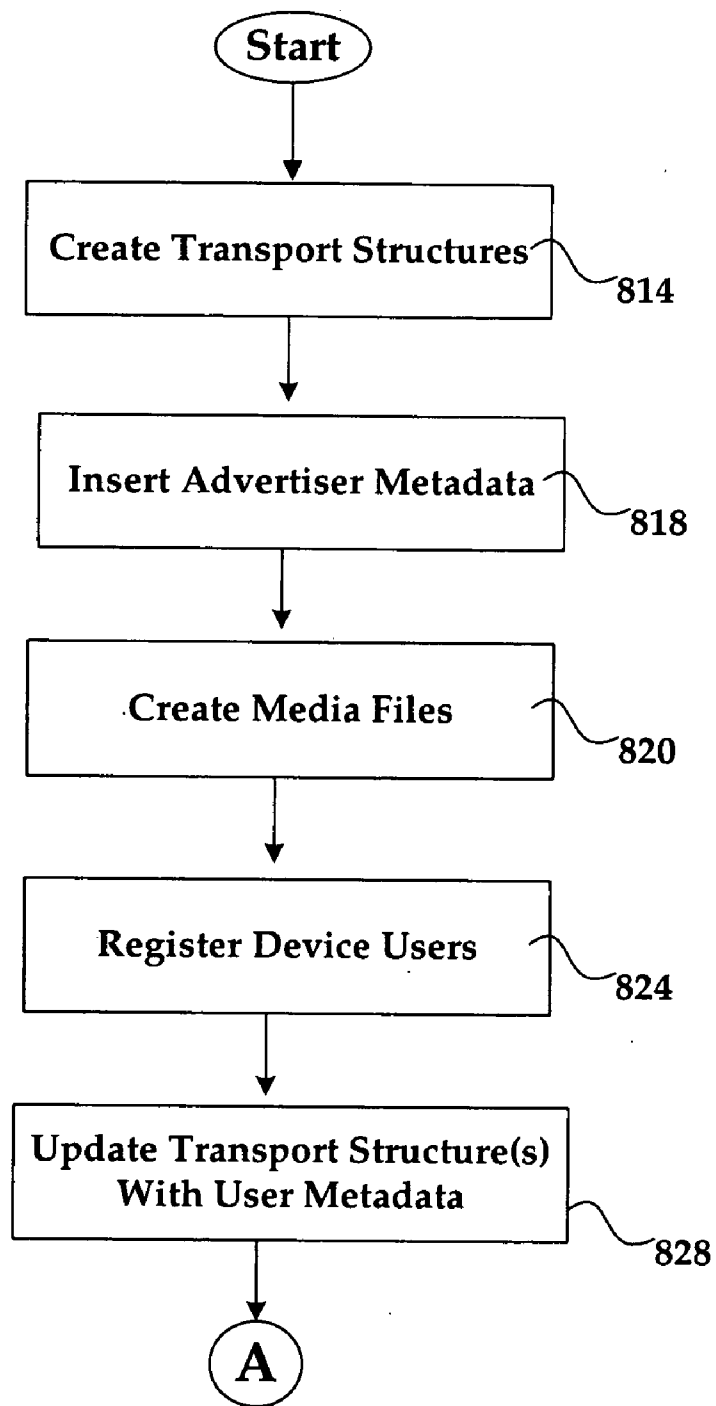 Start
Create Transport Structures
814
Insert Advertiser Metadata
818
Create Media Files
820
Register Device Users
824
Update Transport Structure(s)
With User Metadata
828
A